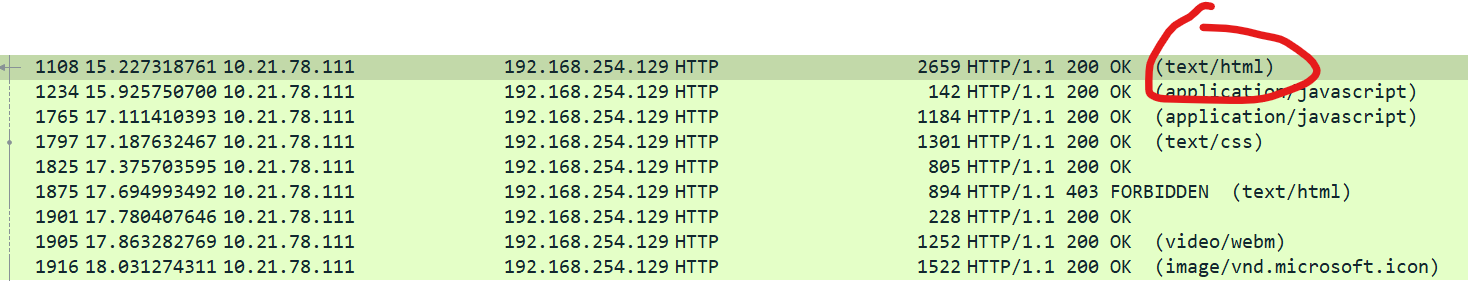 1108 15.227318761 10.21.78.111 192.168.254.129 HTTP 2659 HTTP/1.1 200 OK (text/html)
1234 15.925750700 10.21.78.111 192.168.254.129 HTTP 142 HTTP/1.1 200 OK (application/javascript)
1765 17.111410393 10.21.78.111 192.168.254.129 HTTP 1184 HTTP/1.1 200 OK (application/javascript)
1797 17.187632467 10.21.78.111 192.168.254.129 HTTP 1301 HTTP/1.1 200 OK (text/css)
1825 17.375703595 10.21.78.111 192.168.254.129 HTTP 805 HTTP/1.1 200 OK
1875 17.694993492 10.21.78.111 192.168.254.129 HTTP 894 HTTP/1.1 403 FORBIDDEN (text/html)
1901 17.780407646 10.21.78.111 192.168.254.129 HTTP 228 HTTP/1.1 200 OK
1905 17.863282769 10.21.78.111 192.168.254.129 HTTP 1252 HTTP/1.1 200 OK (video/webm)
1916 18.031274311 10.21.78.111 192.168.254.129 HTTP 1522 HTTP/1.1 200 OK (image/vnd.microsoft.icon)